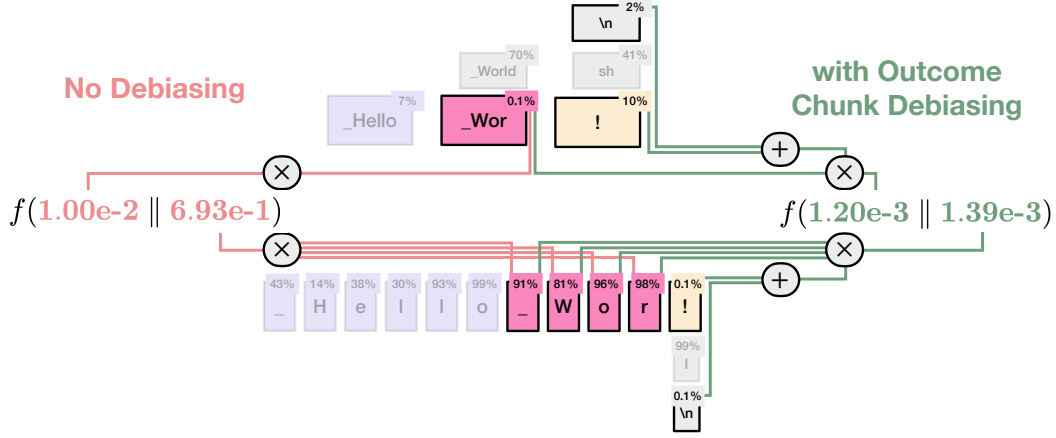 2%
\n
70%
_World
41%
sh
No Debiasing
with Outcome
Chunk Debiasing
7%
_Hello
0.1%
_Wor
10%
!
+
×
×
f(1.00e-2 ∥ 6.93e-1)
f(1.20e-3 ∥ 1.39e-3)
×
×
+
43% 14% 38% 30% 93% 99% 91% 81% 96% 98% 0.1%
_ H e l l o _ W o r !
99%
l
0.1%
\n